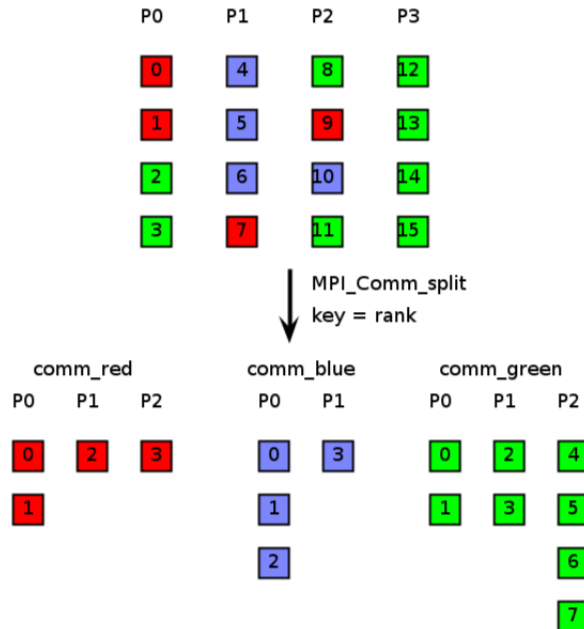 P0 P1 P2 P3
0 4 8 12
1 5 9 13
2 6 10 14
3 7 11 15
MPI_Comm_split
key = rank
comm_red comm_blue comm_green
P0 P1 P2 P0 P1 P0 P1 P2
0 2 3 0 3 0 2 4
1 1 1 3 5
2 6
7